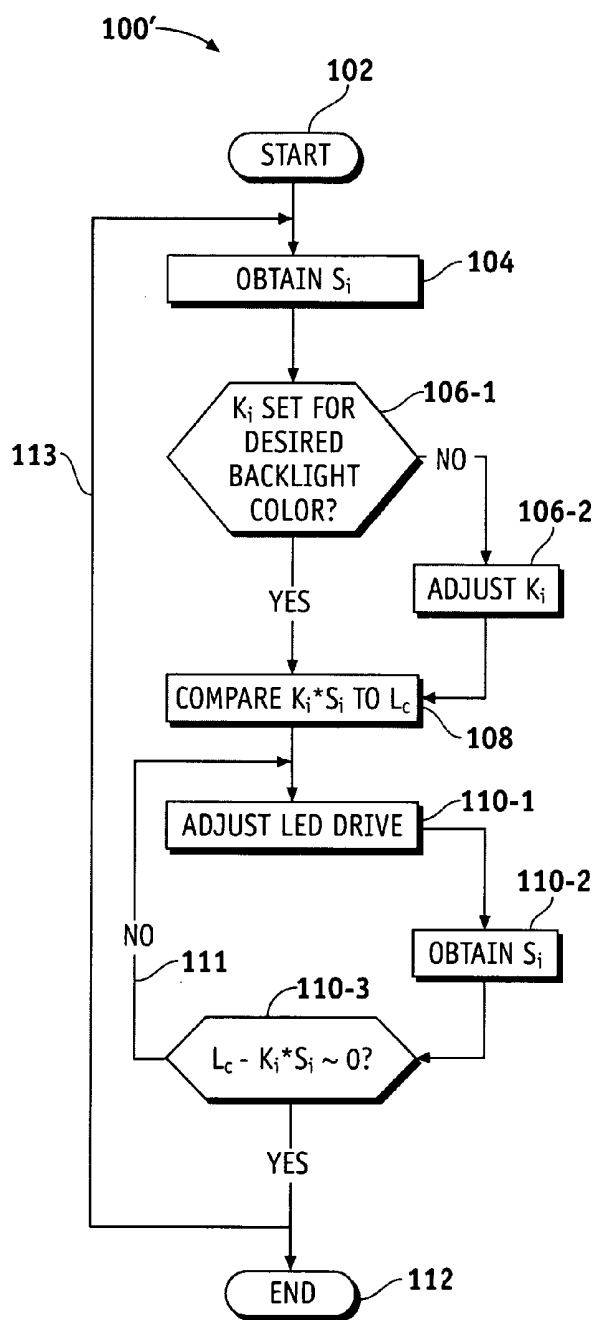 100′
102
START
OBTAIN Sᵢ
104
106-1
Kᵢ SET FOR
DESIRED
BACKLIGHT
COLOR?
NO
113
106-2
ADJUST Kᵢ
YES
COMPARE Kᵢ*Sᵢ TO L꜀
108
110-1
ADJUST LED DRIVE
110-2
OBTAIN Sᵢ
NO
111
110-3
L꜀ - Kᵢ*Sᵢ ~ 0?
YES
END
112